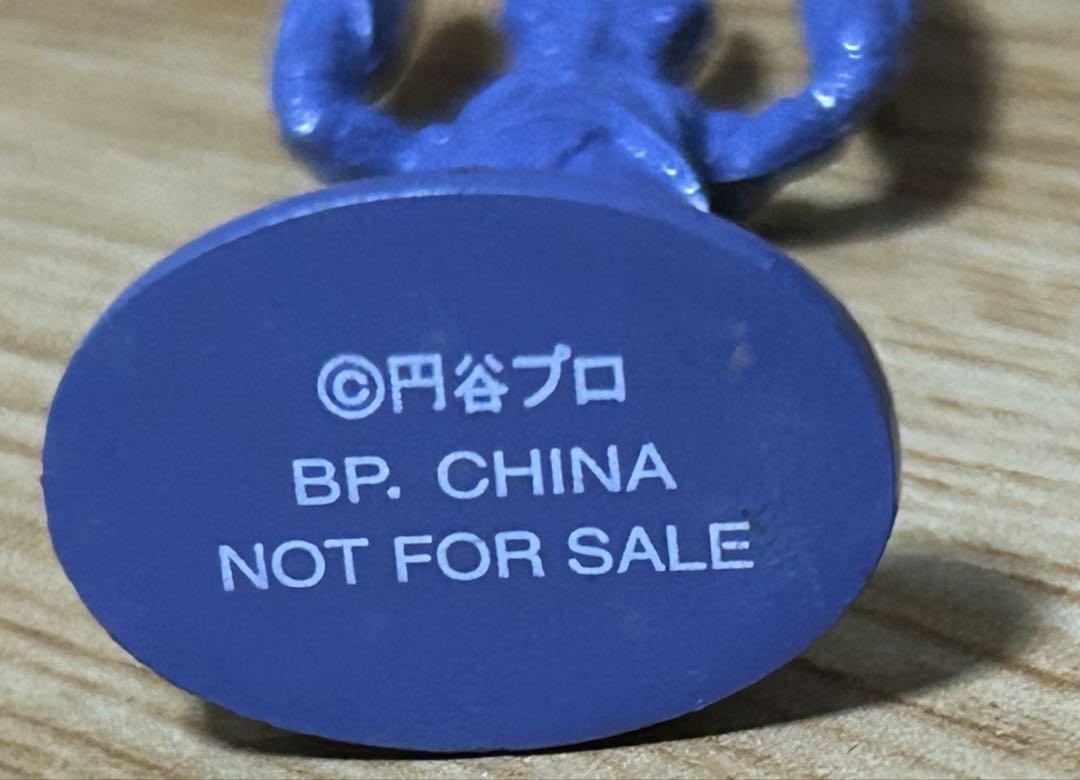 ©円谷プロ
BP. CHINA
NOT FOR SALE